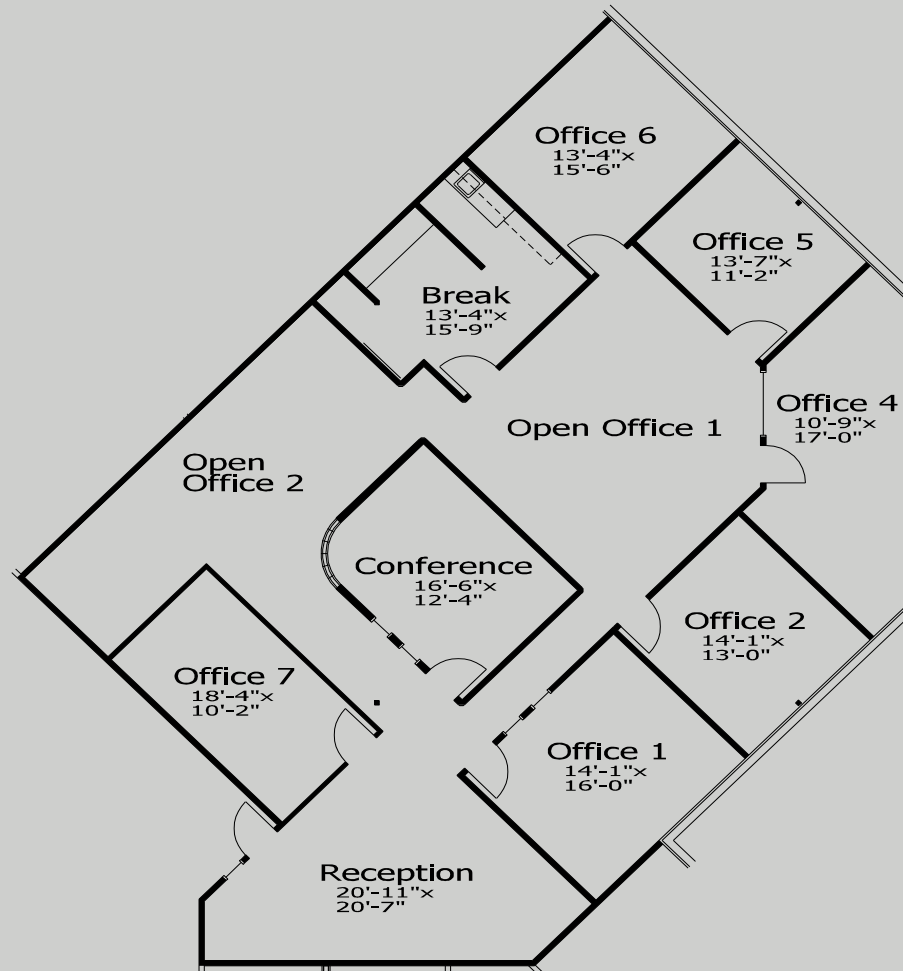 Office 6
13'-4"x
15'-6"
Office 5
13'-7"x
11'-2"
Break
13'-4"x
15'-9"
Office 4
10'-9"x
17'-0"
Open Office 1
Open
Office 2
Conference
16'-6"x
12'-4"
Office 2
14'-1"x
13'-0"
Office 7
18'-4"x
10'-2"
Office 1
14'-1"x
16'-0"
Reception
20'-11"x
20'-7"